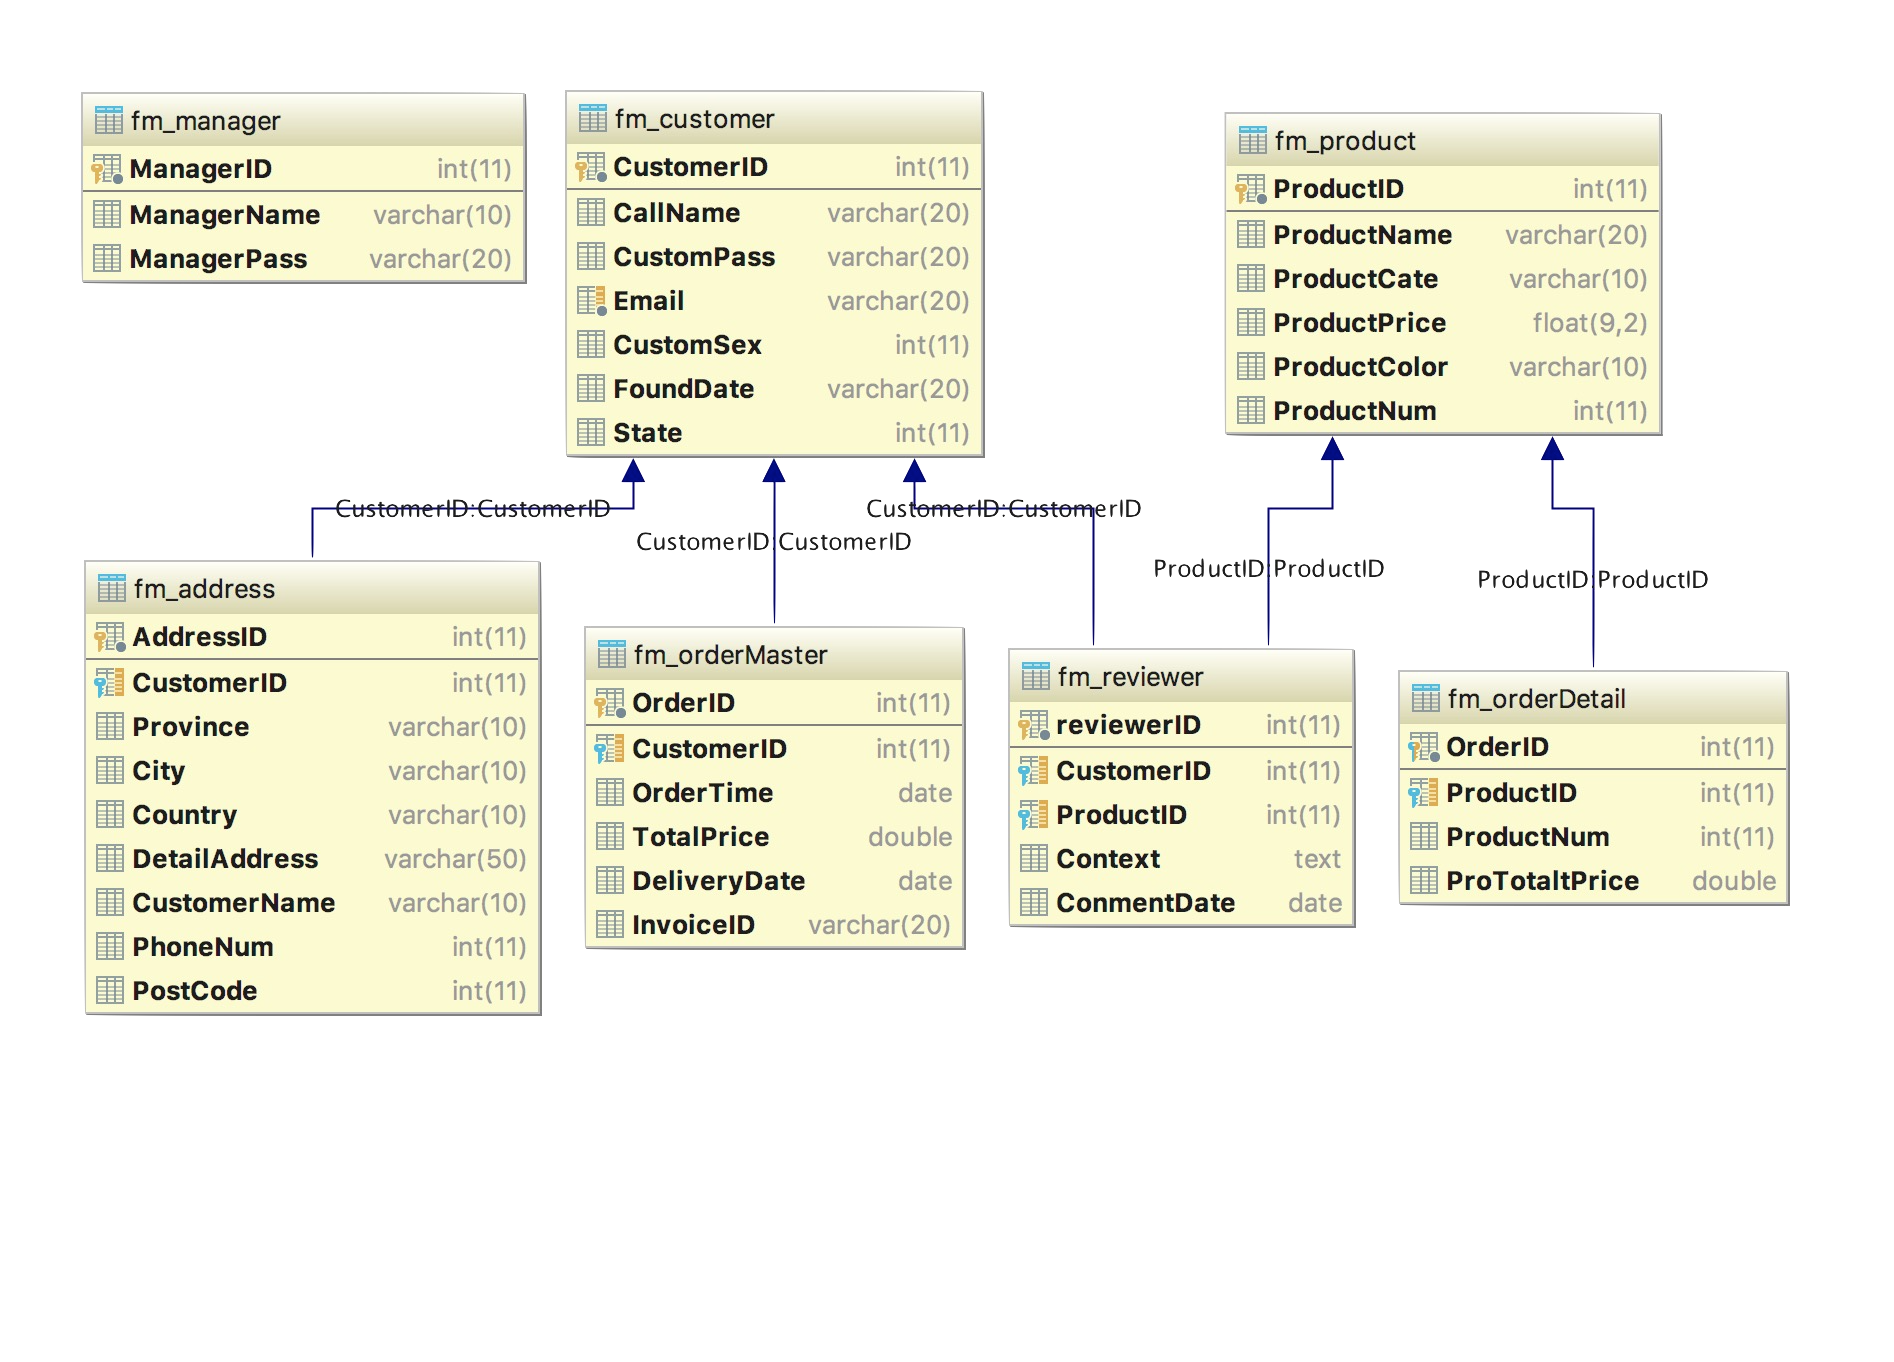 fm_manager
ManagerID int(11)
ManagerName varchar(10)
ManagerPass varchar(20)
fm_customer
CustomerID int(11)
CallName varchar(20)
CustomPass varchar(20)
Email varchar(20)
CustomSex int(11)
FoundDate varchar(20)
State int(11)
fm_product
ProductID int(11)
ProductName varchar(20)
ProductCate varchar(10)
ProductPrice float(9,2)
ProductColor varchar(10)
ProductNum int(11)
CustomerID:CustomerID
CustomerID:CustomerID
CustomerID:CustomerID
ProductID:ProductID
ProductID:ProductID
fm_address
AddressID int(11)
CustomerID int(11)
Province varchar(10)
City varchar(10)
Country varchar(10)
DetailAddress varchar(50)
CustomerName varchar(10)
PhoneNum int(11)
PostCode int(11)
fm_orderMaster
OrderID int(11)
CustomerID int(11)
OrderTime date
TotalPrice double
DeliveryDate date
InvoiceID varchar(20)
fm_reviewer
reviewerID int(11)
CustomerID int(11)
ProductID int(11)
Context text
ConmentDate date
fm_orderDetail
OrderID int(11)
ProductID int(11)
ProductNum int(11)
ProTotaltPrice double